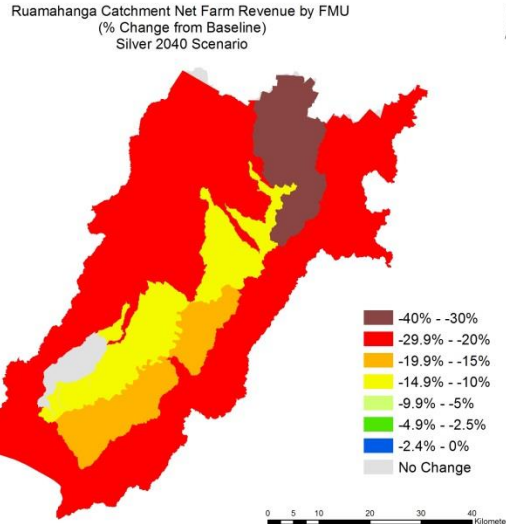 Ruamahanga Catchment Net Farm Revenue by FMU
(% Change from Baseline)
Silver 2040 Scenario
-40% - -30%
-29.9% - -20%
-19.9% - -15%
-14.9% - -10%
-9.9% - -5%
-4.9% - -2.5%
-2.4% - 0%
No Change
0 5 10 20 30 40
Kilomete